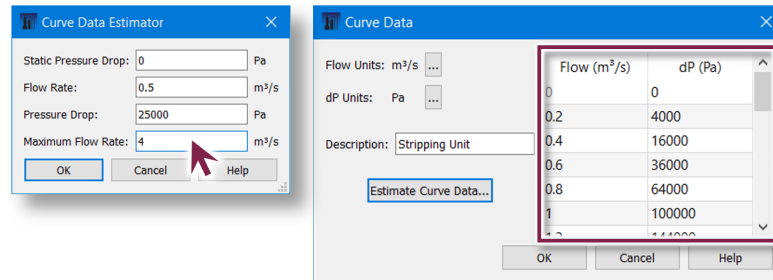 Curve Data Estimator
Static Pressure Drop: 0 Pa
Flow Rate: 0.5 m³/s
Pressure Drop: 25000 Pa
Maximum Flow Rate: 4 m³/s
OK Cancel Help
Curve Data
Flow Units: m³/s ...
dP Units: Pa ...
Description: Stripping Unit
Estimate Curve Data...
Flow (m³/s) dP (Pa)
0 0
0.2 4000
0.4 16000
0.6 36000
0.8 64000
1 100000
1.2 144000
OK Cancel Help